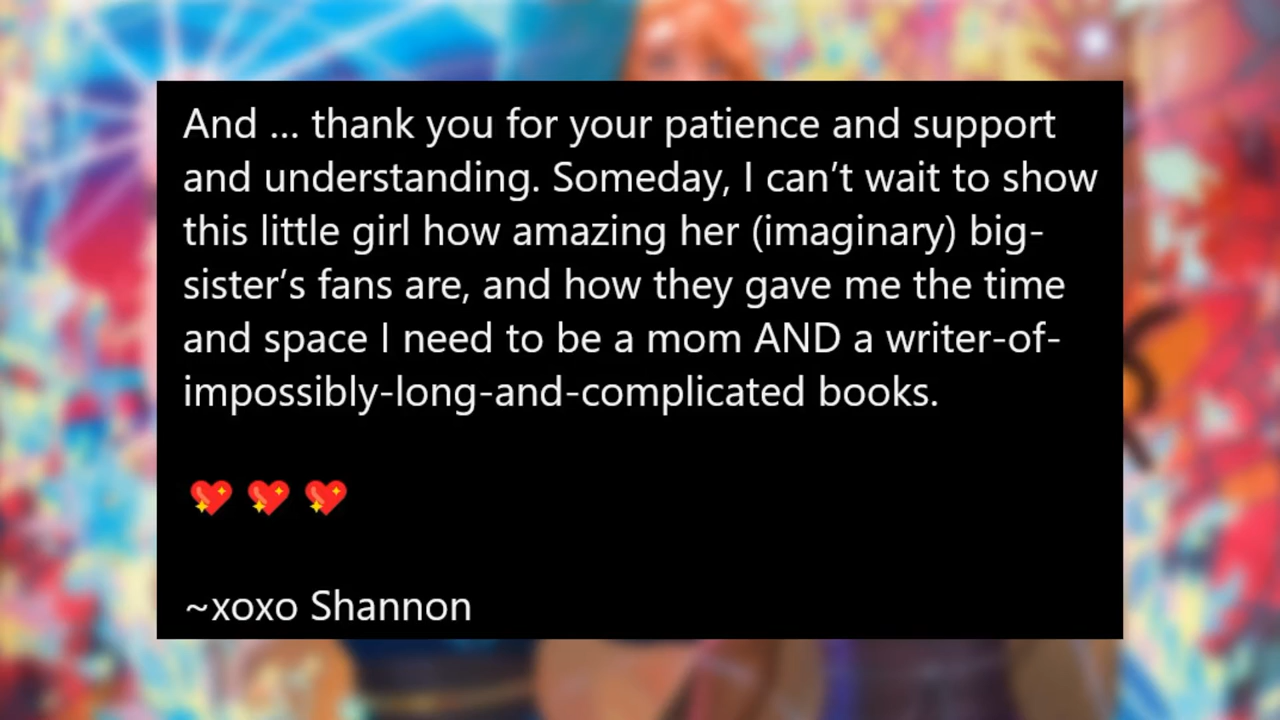 And ... thank you for your patience and support
and understanding. Someday, I can’t wait to show
this little girl how amazing her (imaginary) big-
sister’s fans are, and how they gave me the time
and space I need to be a mom AND a writer-of-
impossibly-long-and-complicated books.
💖 💖 💖
~xoxo Shannon